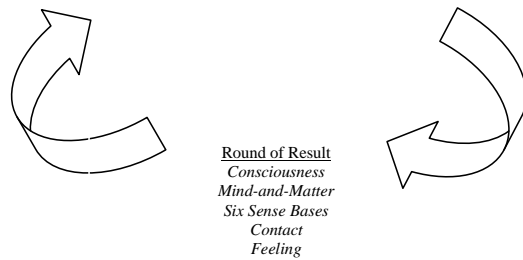 Round of Result
Consciousness
Mind-and-Matter
Six Sense Bases
Contact
Feeling